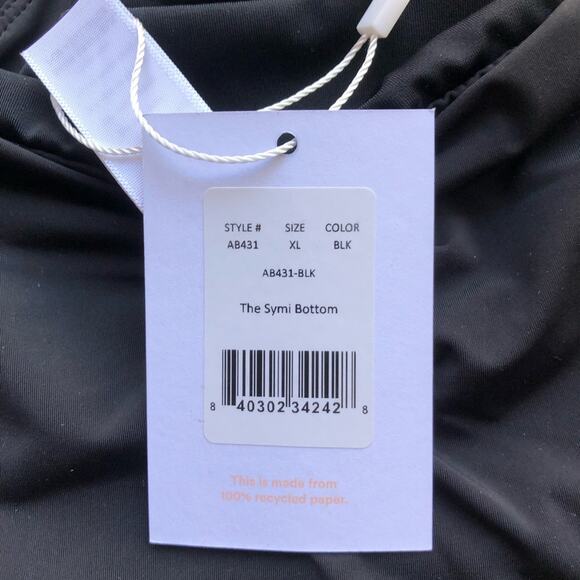 STYLE # SIZE COLOR
AB431 XL BLK
AB431-BLK
The Symi Bottom
8 40302 34242 8
This is made from
100% recycled paper.